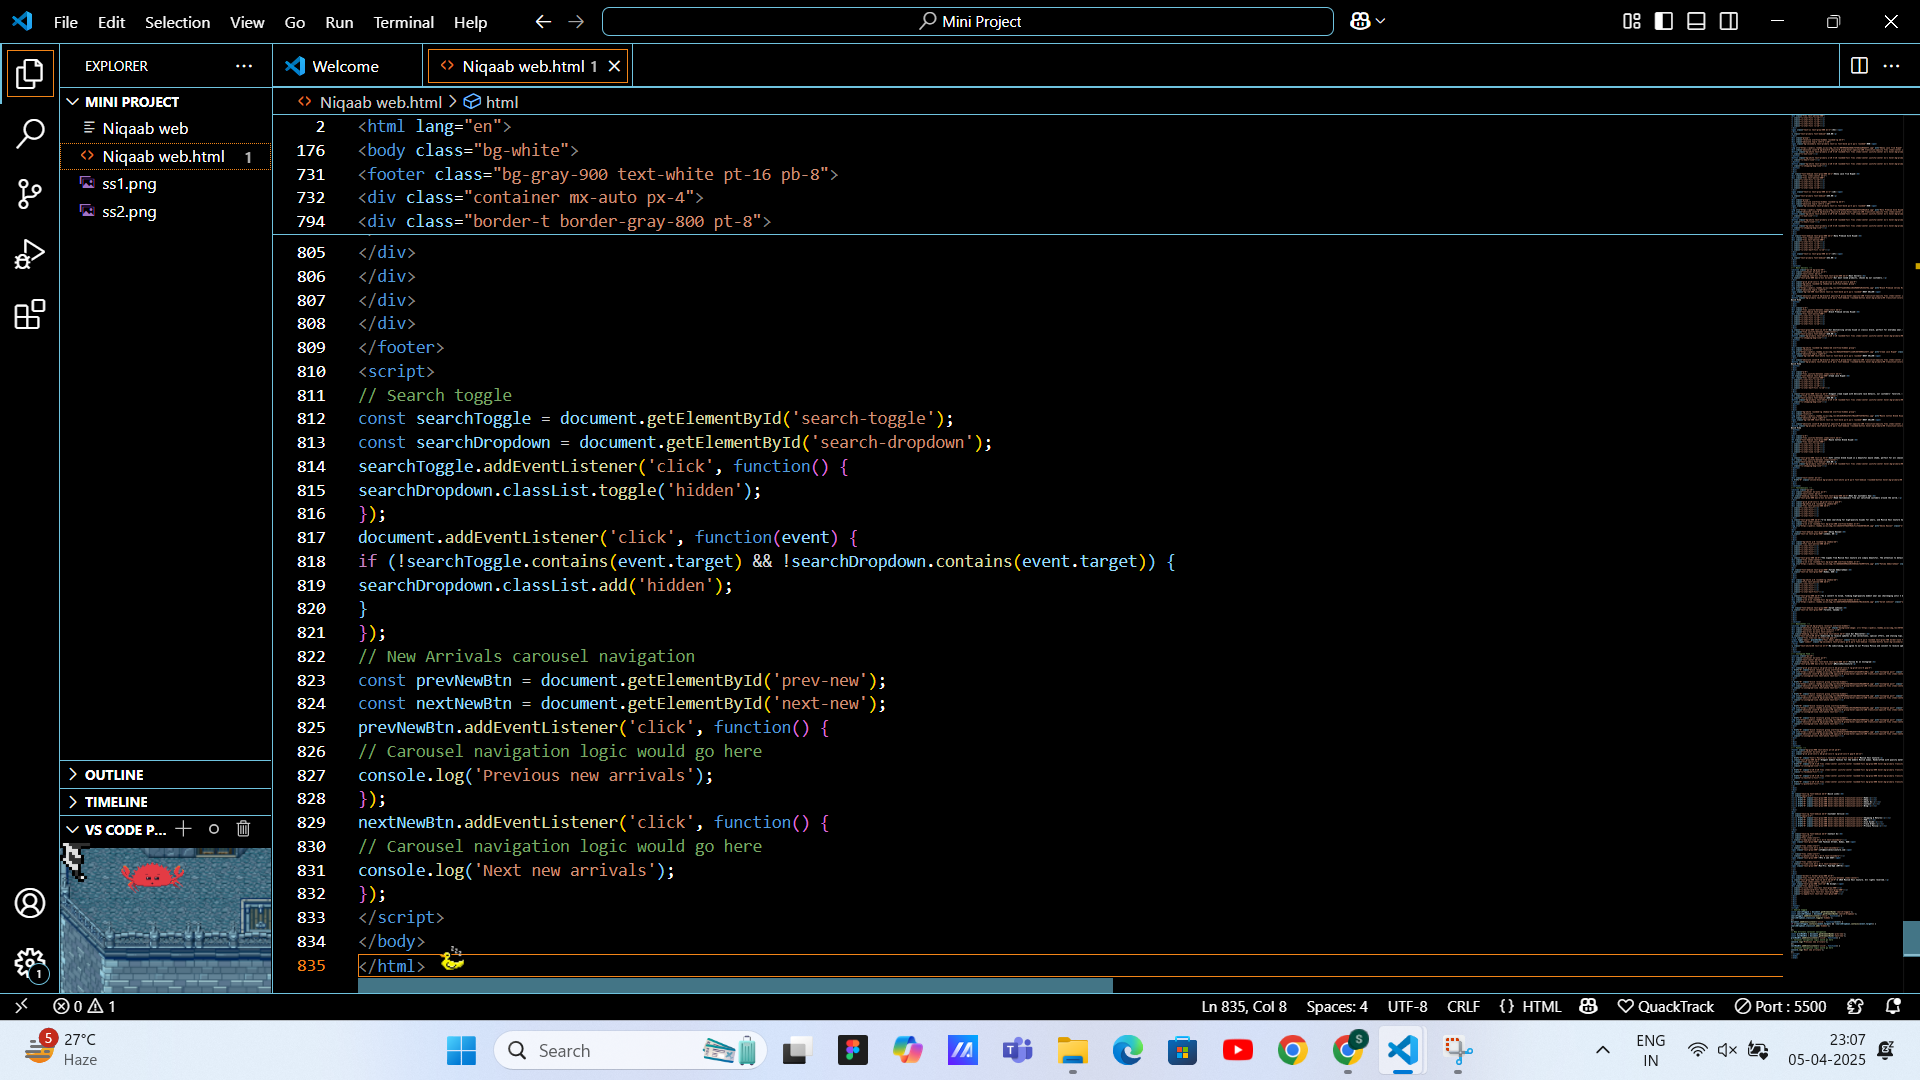 File Edit Selection View Go Run Terminal Help
Mini Project
EXPLORER
Welcome
Niqaab web.html 1
MINI PROJECT
Niqaab web
Niqaab web.html 1
ss1.png
ss2.png
Niqaab web.html > html
2 <html lang="en">
176 <body class="bg-white">
731 <footer class="bg-gray-900 text-white pt-16 pb-8">
732 <div class="container mx-auto px-4">
794 <div class="border-t border-gray-800 pt-8">
805 </div>
806 </div>
807 </div>
808 </div>
809 </footer>
810 <script>
811 // Search toggle
812 const searchToggle = document.getElementById('search-toggle');
813 const searchDropdown = document.getElementById('search-dropdown');
814 searchToggle.addEventListener('click', function() {
815 searchDropdown.classList.toggle('hidden');
816 });
817 document.addEventListener('click', function(event) {
818 if (!searchToggle.contains(event.target) && !searchDropdown.contains(event.target)) {
819 searchDropdown.classList.add('hidden');
820 }
821 });
822 // New Arrivals carousel navigation
823 const prevNewBtn = document.getElementById('prev-new');
824 const nextNewBtn = document.getElementById('next-new');
825 prevNewBtn.addEventListener('click', function() {
826 // Carousel navigation logic would go here
827 console.log('Previous new arrivals');
828 });
829 nextNewBtn.addEventListener('click', function() {
830 // Carousel navigation logic would go here
831 console.log('Next new arrivals');
832 });
833 </script>
834 </body>
835 </html>
OUTLINE
TIMELINE
VS CODE P...
1
0 1
Ln 835, Col 8 Spaces: 4 UTF-8 CRLF {} HTML QuackTrack Port : 5500
5
27°C
Haze
Search
S
ENG
IN
23:07
05-04-2025